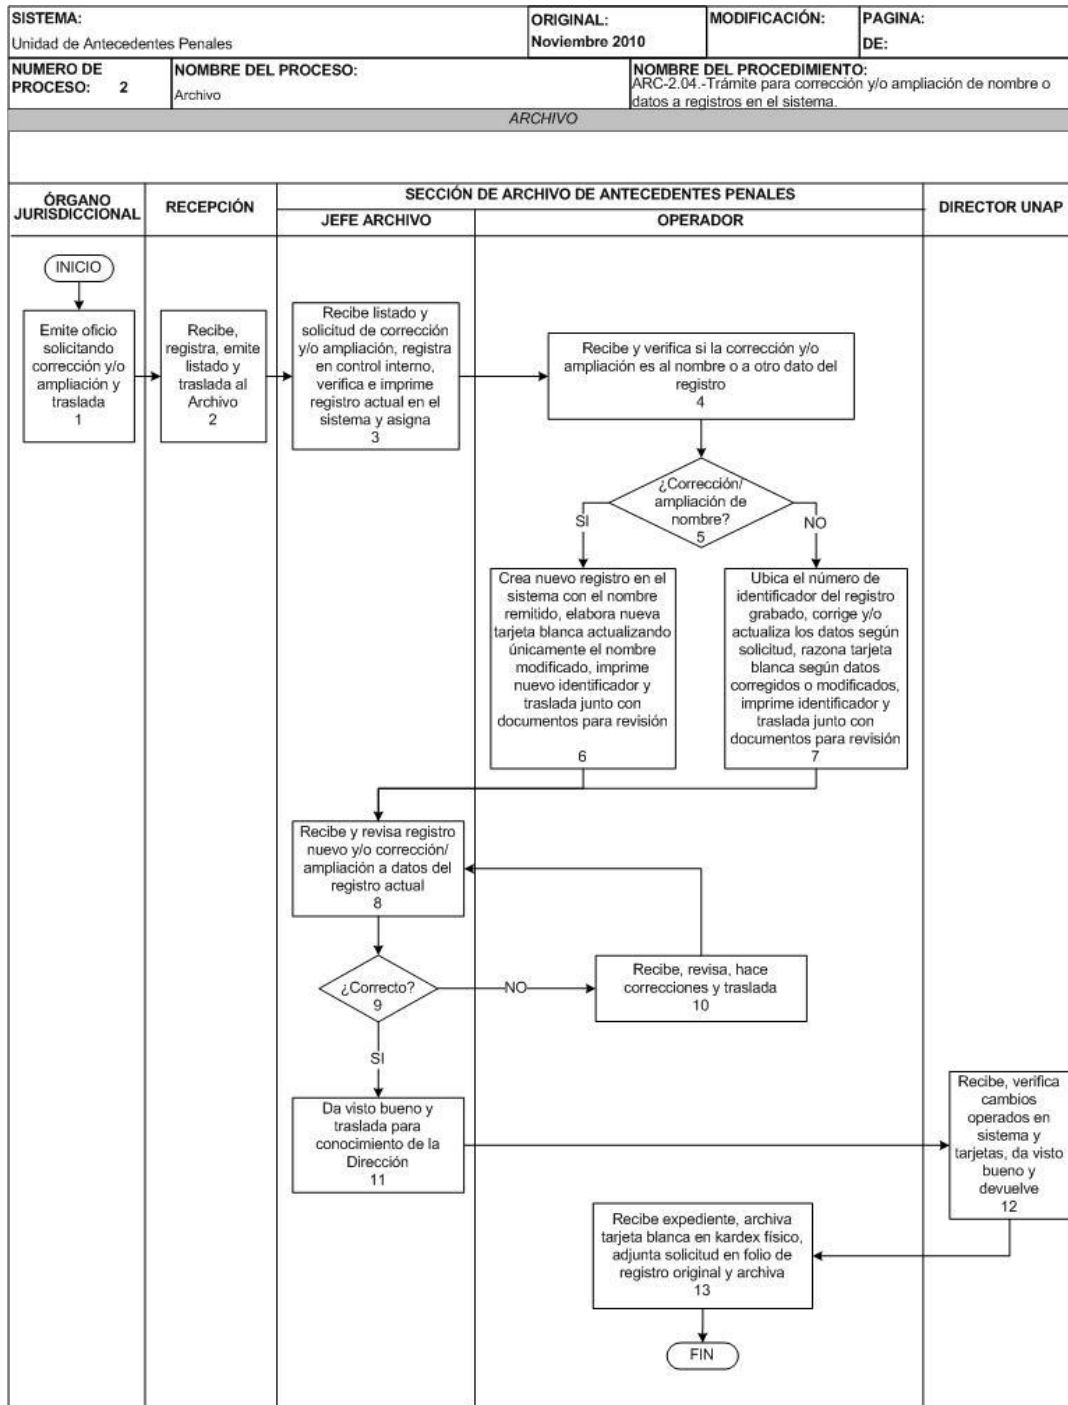 SISTEMA:
Unidad de Antecedentes Penales
ORIGINAL:
Noviembre 2010
MODIFICACIÓN:
PAGINA:
DE:
NUMERO DE
PROCESO: 2
NOMBRE DEL PROCESO:
Archivo
NOMBRE DEL PROCEDIMIENTO:
ARC-2.04.-Trámite para corrección y/o ampliación de nombre o
datos a registros en el sistema.
ARCHIVO
ÓRGANO
JURISDICCIONAL
RECEPCIÓN
SECCIÓN DE ARCHIVO DE ANTECEDENTES PENALES
JEFE ARCHIVO
OPERADOR
DIRECTOR UNAP
INICIO
Emite oficio
solicitando
corrección y/o
ampliación y
traslada
1
Recibe,
registra, emite
listado y
traslada al
Archivo
2
Recibe listado y
solicitud de corrección
y/o ampliación, registra
en control interno,
verifica e imprime
registro actual en el
sistema y asigna
3
Recibe y verifica si la corrección y/o
ampliación es al nombre o a otro dato del
registro
4
¿Corrección/
ampliación de
nombre?
5
SI
NO
Crea nuevo registro en el
sistema con el nombre
remitido, elabora nueva
tarjeta blanca actualizando
únicamente el nombre
modificado, imprime
nuevo identificador y
traslada junto con
documentos para revisión
6
Ubica el número de
identificador del registro
grabado, corrige y/o
actualiza los datos según
solicitud, razona tarjeta
blanca según datos
corregidos o modificados,
imprime identificador y
traslada junto con
documentos para revisión
7
Recibe y revisa registro
nuevo y/o corrección/
ampliación a datos del
registro actual
8
¿Correcto?
9
NO
Recibe, revisa, hace
correcciones y traslada
10
SI
Da visto bueno y
traslada para
conocimiento de la
Dirección
11
Recibe, verifica
cambios
operados en
sistema y
tarjetas, da visto
bueno y
devuelve
12
Recibe expediente, archiva
tarjeta blanca en kardex físico,
adjunta solicitud en folio de
registro original y archiva
13
FIN